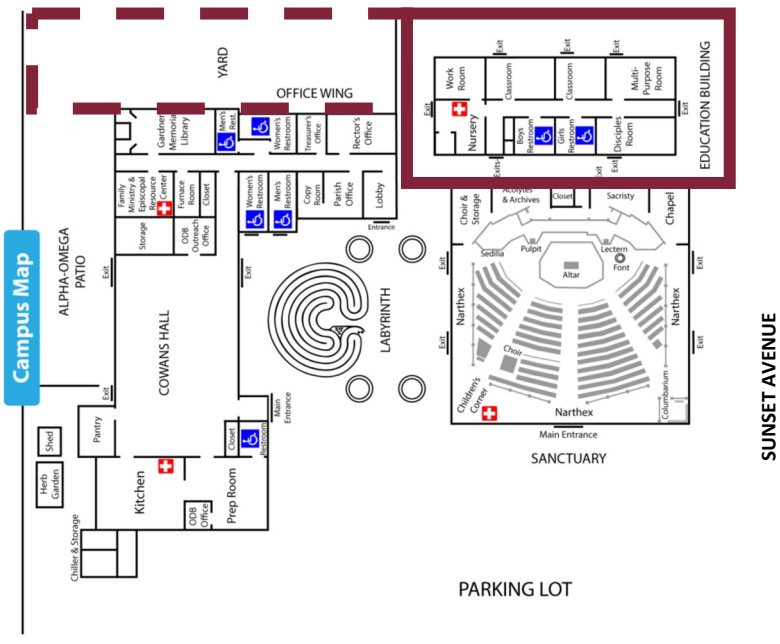 Campus Map
YARD
OFFICE WING
Gardner
Memorial
Library
Men's
Rest.
Women's
Restroom
Treasurer's
Office
Rector's
Office
Family
Ministry &
Episcopal
Resource
Center
Furnace
Room
Closet
Women's
Restroom
Men's
Restroom
Copy
Room
Parish
Office
Lobby
Entrance
Storage
ODB
Outreach
Office
ALPHA-OMEGA
PATIO
Exit
Exit
COWANS HALL
LABYRINTH
Exit
Main
Entrance
Pantry
Closet
Restroom
Shed
Herb
Garden
Kitchen
ODB
Office
Prep Room
Chiller & Storage
EDUCATION BUILDING
Exit
Exit
Exit
Work
Room
Classroom
Classroom
Multi-
Purpose
Room
Exit
Exit
Nursery
Boys
Restroom
Girls
Restroom
Disciples
Room
Exits
Exit
Exit
Choir &
Storage
Acolytes
& Archives
Closet
Sacristy
Chapel
Sedilia
Pulpit
Lectern
Font
Altar
Exit
Exit
Narthex
Narthex
Exit
Exit
Choir
Children's
Corner
Columbarium
Narthex
Main Entrance
SANCTUARY
SUNSET AVENUE
PARKING LOT